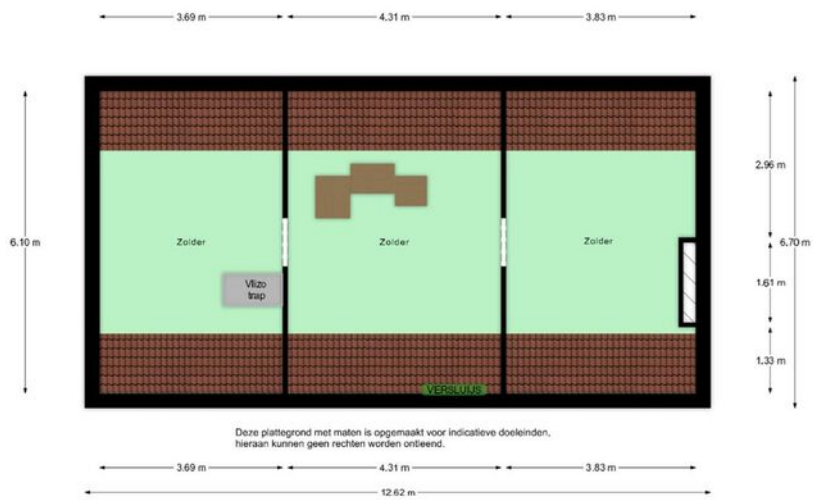 3.69 m
4.31 m
3.83 m
6.10 m
2.96 m
6.70 m
1.61 m
1.33 m
Zolder
Zolder
Zolder
Vlizo
trap
VERSLUIJS
Deze plattegrond met maten is opgemaakt voor indicatieve doeleinden,
hieraan kunnen geen rechten worden ontleend.
3.69 m
4.31 m
3.83 m
12.62 m